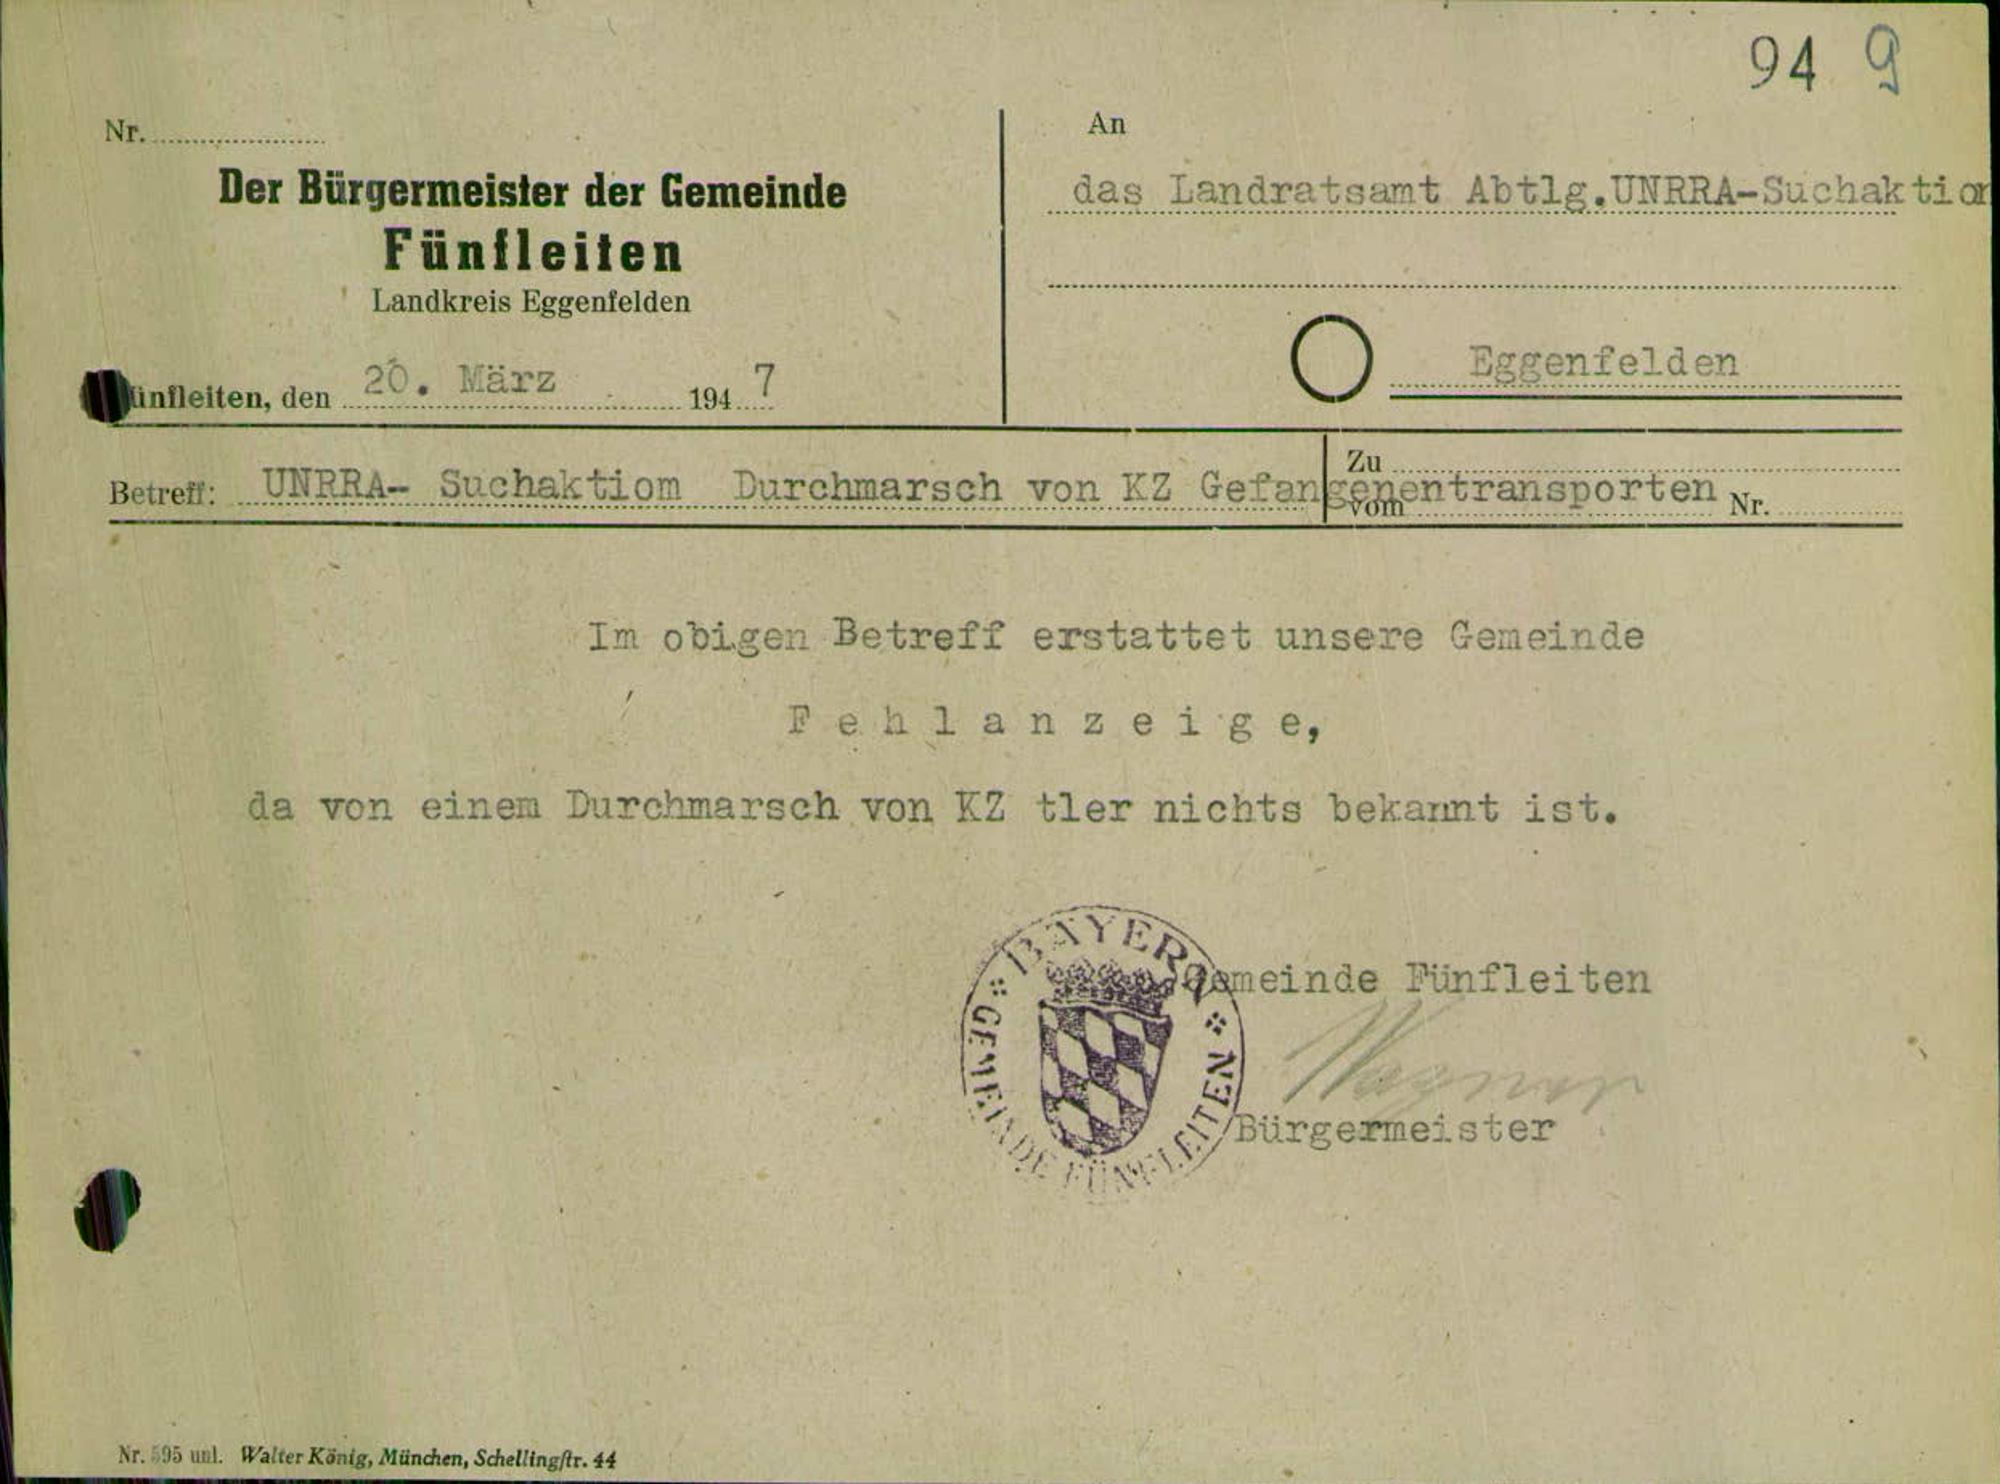 94 9
Nr.
Der Bürgermeister der Gemeinde
Fünfleiten
Landkreis Eggenfelden
ünfleiten, den 20. März 1947
An
das Landratsamt Abtlg.UNRRA-Suchaktion
Eggenfelden
Betreff: UNRRA- Suchaktiom Durchmarsch von KZ Gefangenentransporten
Zu
vom Nr.
Im obigen Betreff erstattet unsere Gemeinde
F e h l a n z e i g e,
da von einem Durchmarsch von KZ tler nichts bekannt ist.
BAYERN
GEMEINDE FÜNFLEITEN
Gemeinde Fünfleiten
Wagner
Bürgermeister
Nr. 595 unl. Walter König, München, Schellingstr. 44